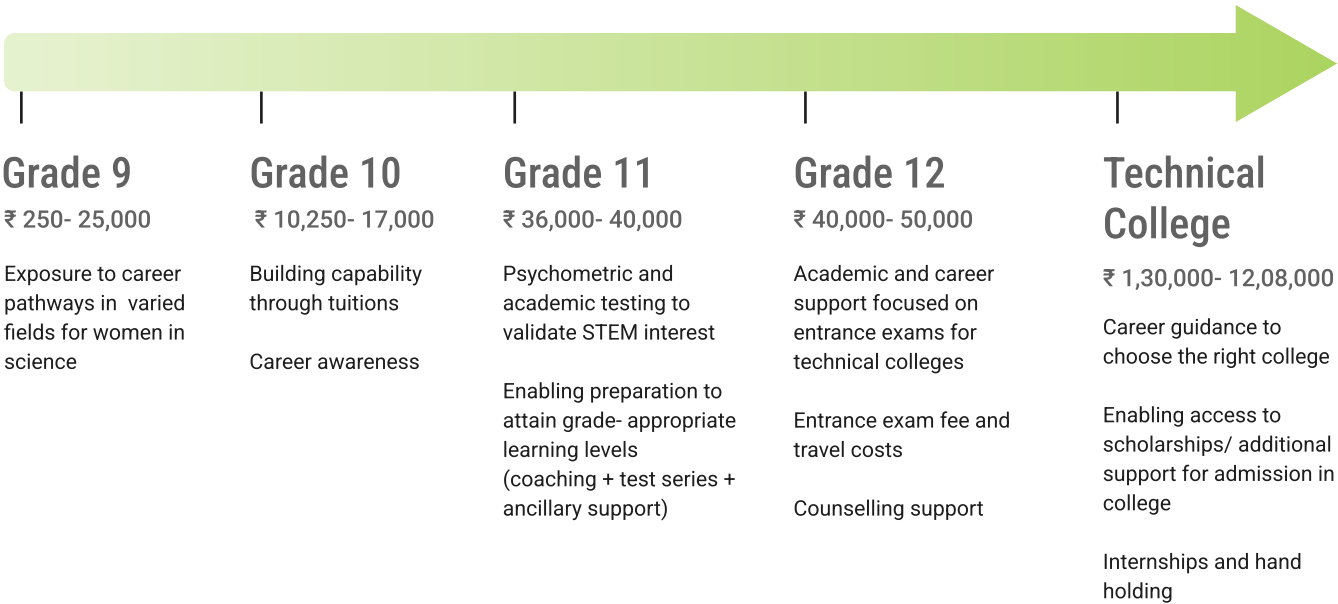 Grade 9
₹ 250- 25,000
Exposure to career
pathways in  varied
fields for women in
science
Grade 10
₹ 10,250- 17,000
Building capability
through tuitions
Career awareness
Grade 11
₹ 36,000- 40,000
Psychometric and
academic testing to
validate STEM interest
Enabling preparation to
attain grade- appropriate
learning levels
(coaching + test series +
ancillary support)
Grade 12
₹ 40,000- 50,000
Academic and career
support focused on
entrance exams for
technical colleges
Entrance exam fee and
travel costs
Counselling support
Technical
College
₹ 1,30,000- 12,08,000
Career guidance to
choose the right college
Enabling access to
scholarships/ additional
support for admission in
college
Internships and hand
holding